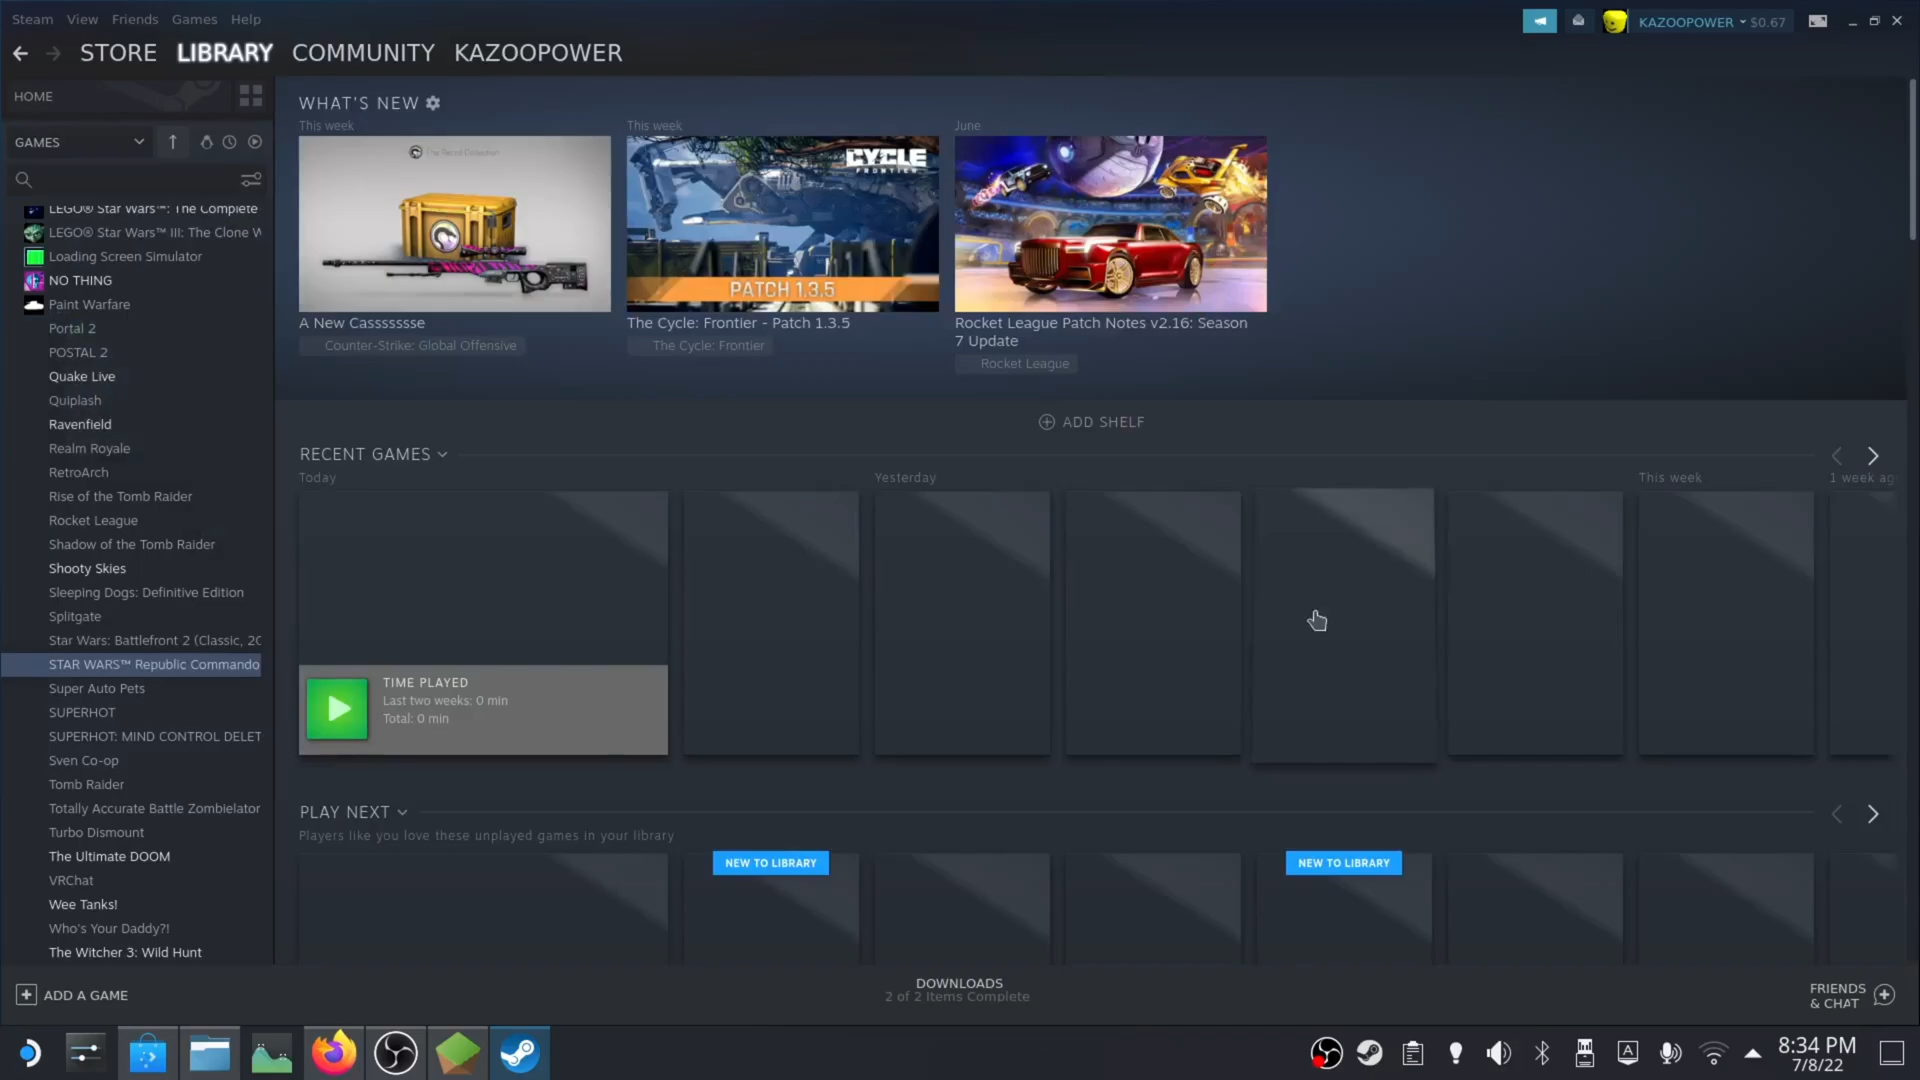 Steam View Friends Games Help
KAZOOPOWER $0.67
STORE LIBRARY COMMUNITY KAZOOPOWER
HOME
GAMES
LEGO® Star Wars™: The Complete
LEGO® Star Wars™ III: The Clone W
Loading Screen Simulator
NO THING
Paint Warfare
Portal 2
POSTAL 2
Quake Live
Quiplash
Ravenfield
Realm Royale
RetroArch
Rise of the Tomb Raider
Rocket League
Shadow of the Tomb Raider
Shooty Skies
Sleeping Dogs: Definitive Edition
Splitgate
Star Wars: Battlefront 2 (Classic, 20
STAR WARS™ Republic Commando
Super Auto Pets
SUPERHOT
SUPERHOT: MIND CONTROL DELET
Sven Co-op
Tomb Raider
Totally Accurate Battle Zombielator
Turbo Dismount
The Ultimate DOOM
VRChat
Wee Tanks!
Who's Your Daddy?!
The Witcher 3: Wild Hunt
ADD A GAME
WHAT'S NEW
This week
The Recoil Collection
A New Casssssse
Counter-Strike: Global Offensive
This week
CYCLE
FRONTIER
PATCH 1.3.5
The Cycle: Frontier - Patch 1.3.5
The Cycle: Frontier
June
Rocket League Patch Notes v2.16: Season
7 Update
Rocket League
ADD SHELF
RECENT GAMES
Today
Yesterday
This week
1 week ag
TIME PLAYED
Last two weeks: 0 min
Total: 0 min
PLAY NEXT
Players like you love these unplayed games in your library
NEW TO LIBRARY
NEW TO LIBRARY
DOWNLOADS
2 of 2 Items Complete
FRIENDS
& CHAT
A
8:34 PM
7/8/22